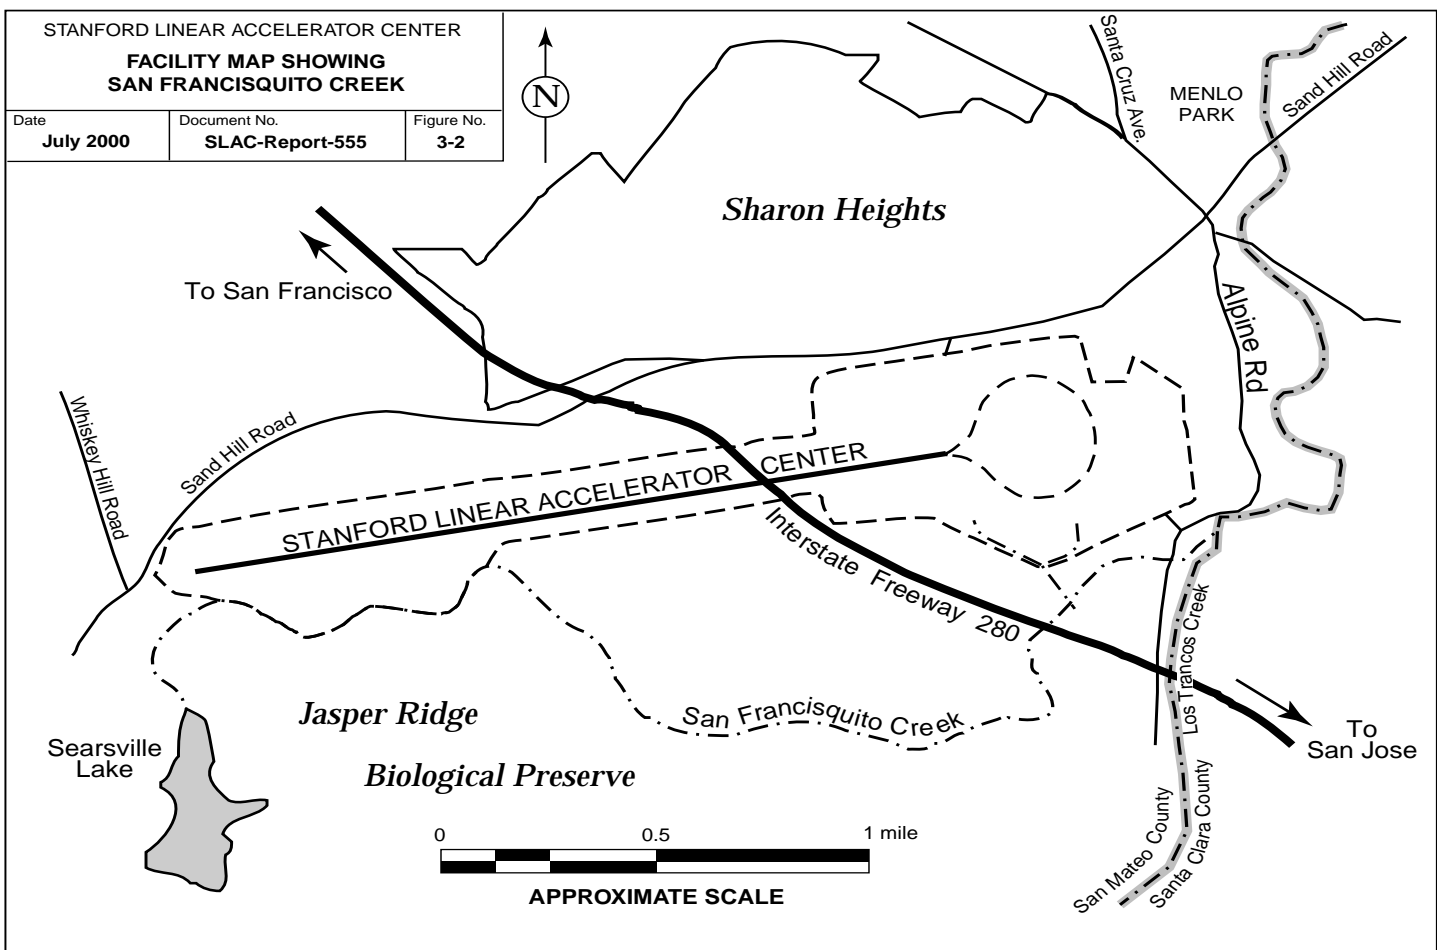 STANFORD LINEAR ACCELERATOR CENTER
FACILITY MAP SHOWING
SAN FRANCISQUITO CREEK
Date
July 2000
Document No.
SLAC-Report-555
Figure No.
3-2
N
Santa Cruz Ave.
MENLO
PARK
Sand Hill Road
Sharon Heights
To San Francisco
Alpine Rd
Whiskey Hill Road
Sand Hill Road
STANFORD LINEAR ACCELERATOR CENTER
Interstate Freeway 280
Los Trancos Creek
Jasper Ridge
San Francisquito Creek
Searsville
Lake
Biological Preserve
To
San Jose
San Mateo County
Santa Clara County
0
0.5
1 mile
APPROXIMATE SCALE